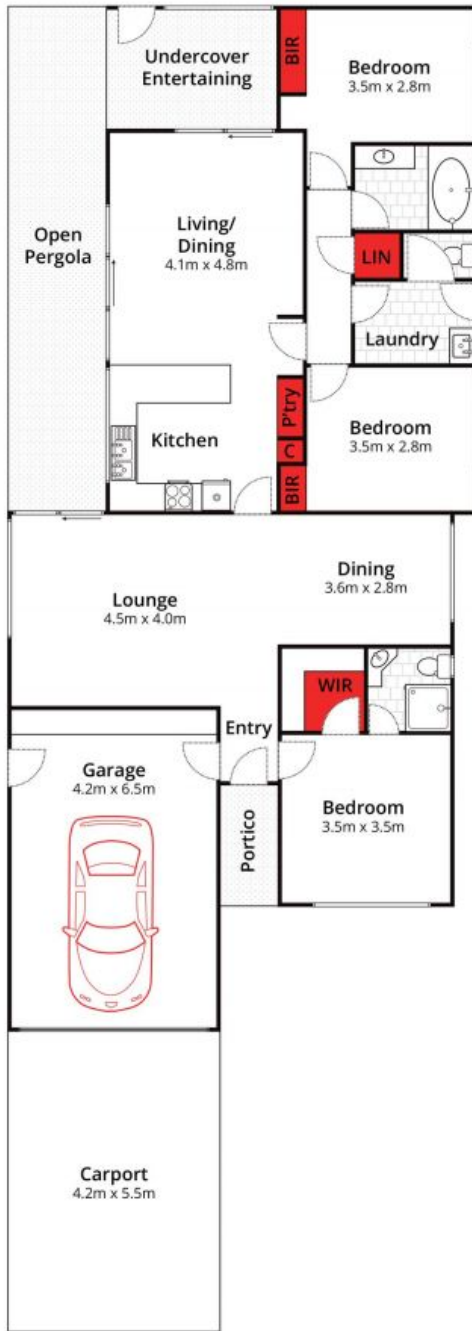 Undercover
Entertaining
BIR
Bedroom
3.5m x 2.8m
Open
Pergola
Living/
Dining
4.1m x 4.8m
LIN
Laundry
Kitchen
P'try
C
BIR
Bedroom
3.5m x 2.8m
Lounge
4.5m x 4.0m
Dining
3.6m x 2.8m
WIR
Entry
Garage
4.2m x 6.5m
Portico
Bedroom
3.5m x 3.5m
Carport
4.2m x 5.5m